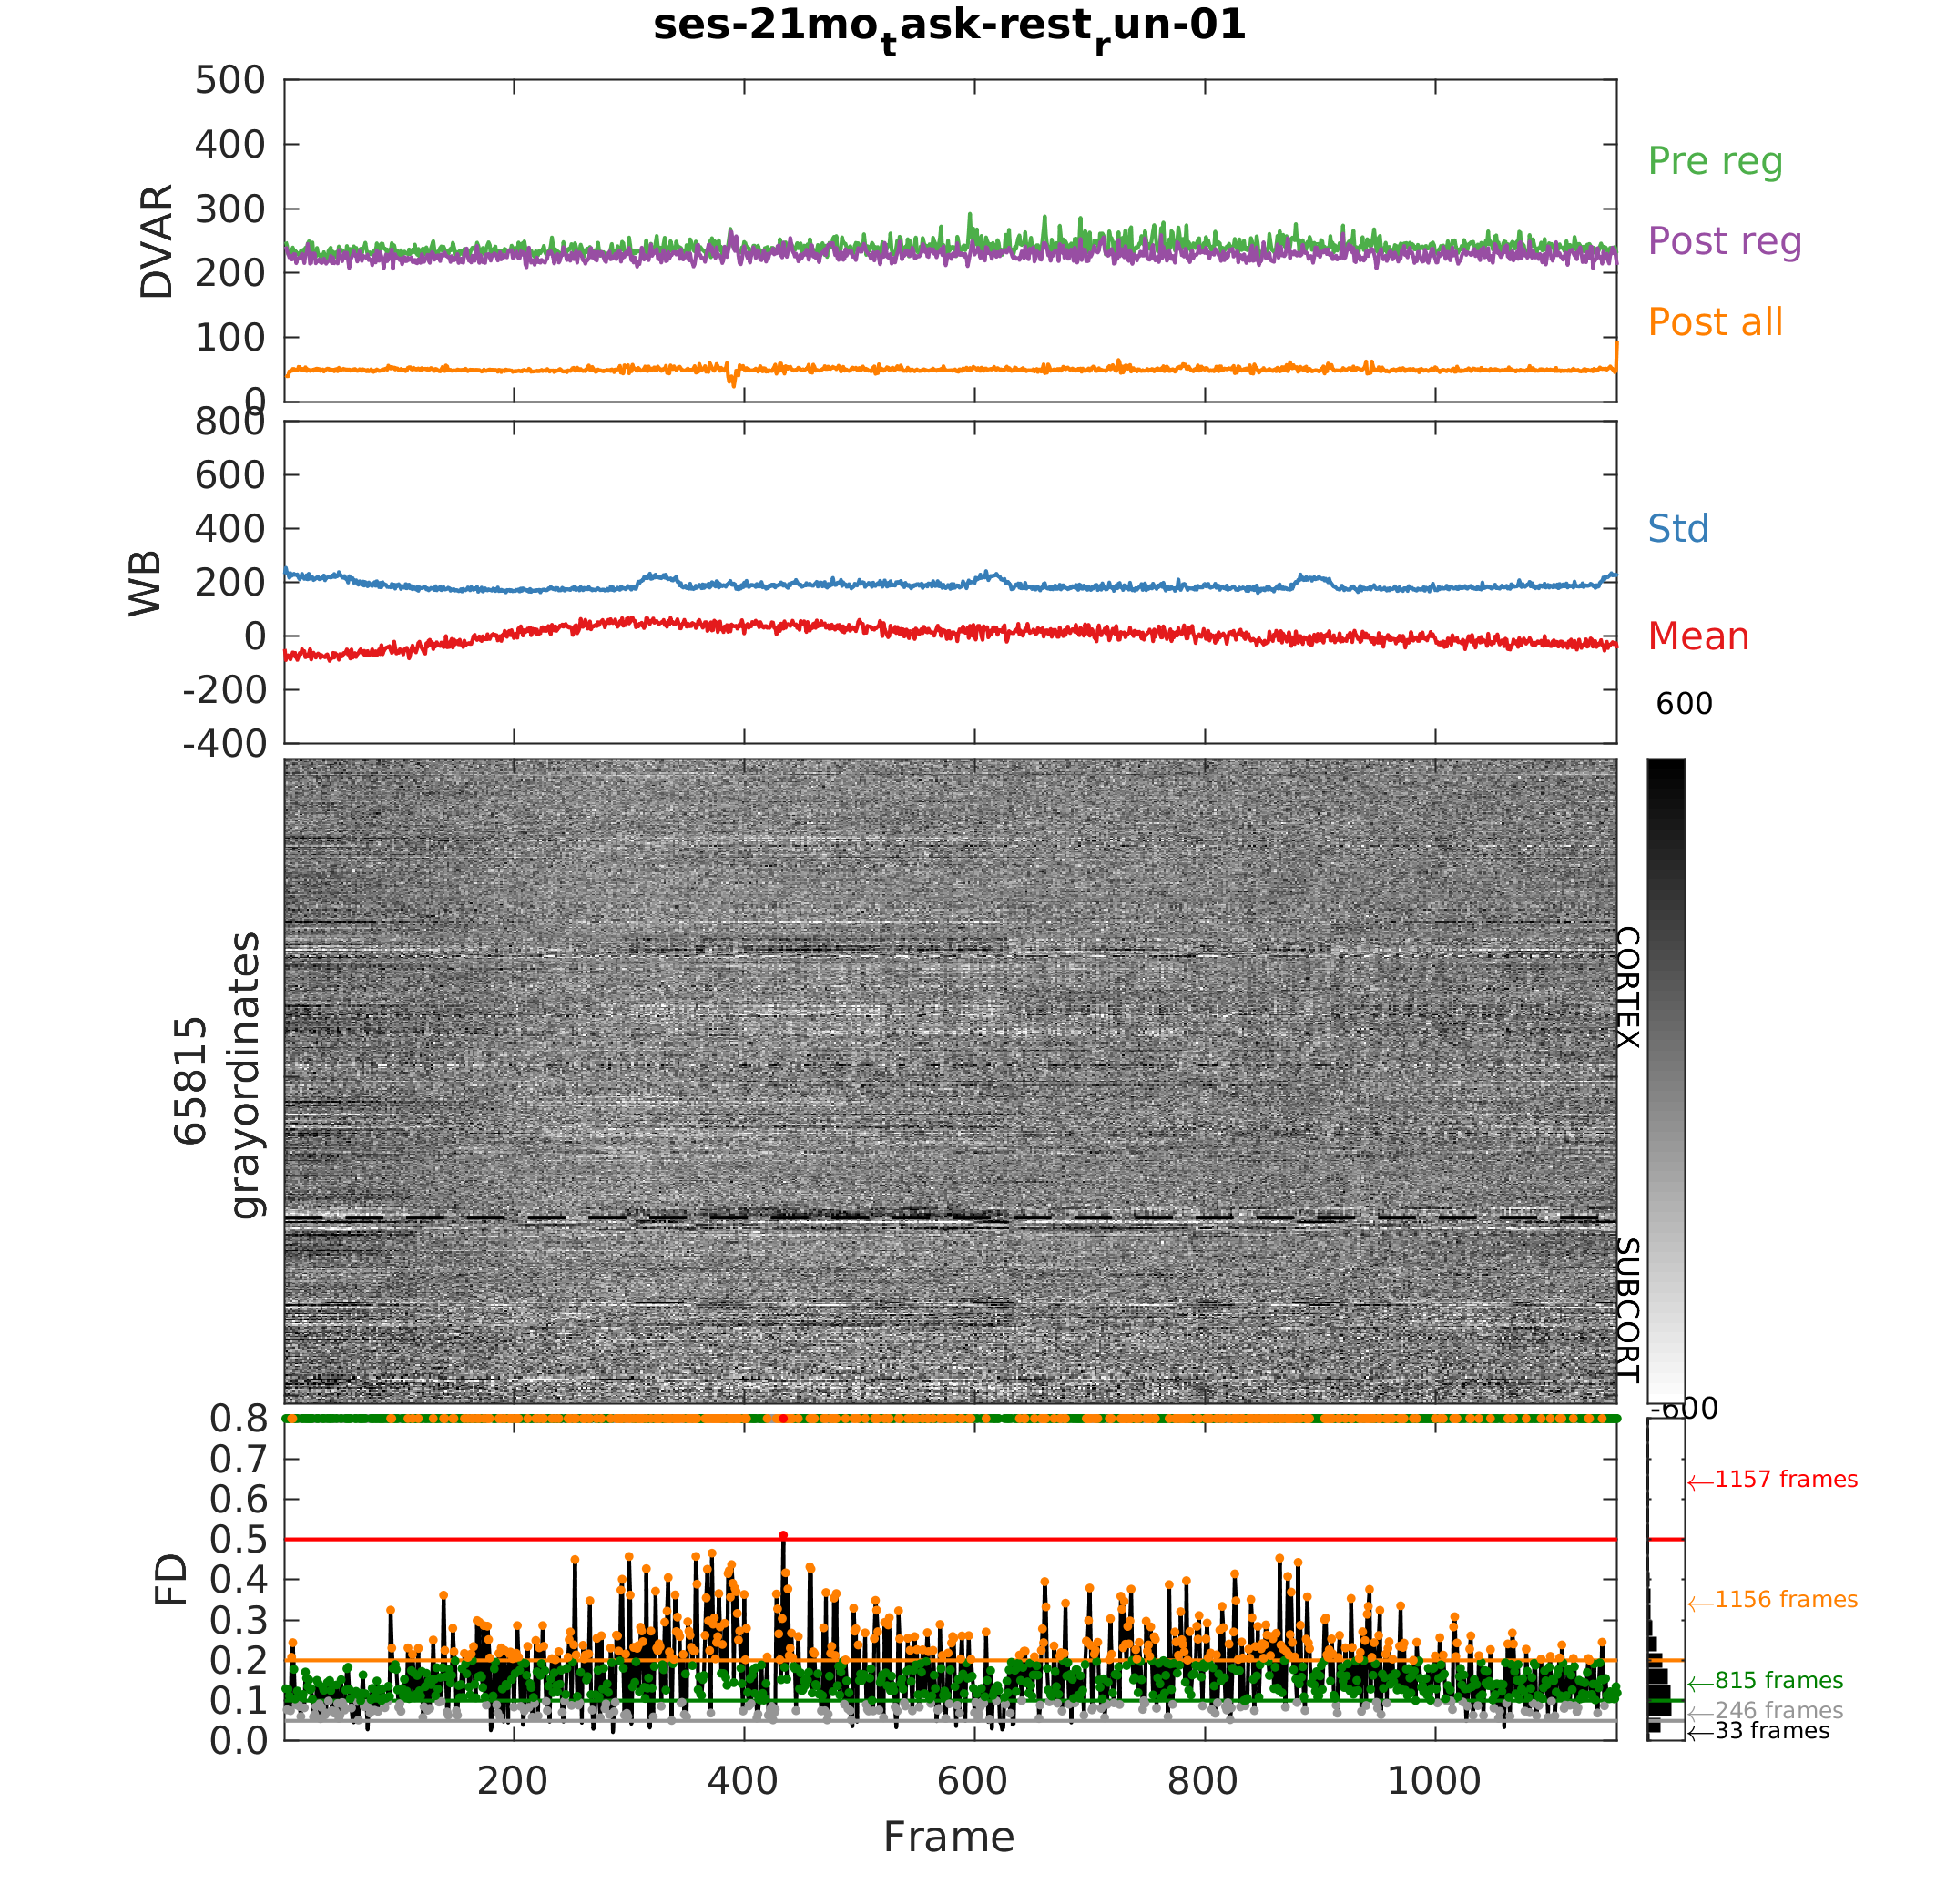 ses-21mo_task-rest_run-01
500
400
300
200
100
0
DVAR
Pre reg
Post reg
Post all
800
600
400
200
0
-200
-400
WB
Std
Mean
600
65815
grayordinates
CORTEX
SUBCORT
-600
0.8
0.7
0.6
0.5
0.4
0.3
0.2
0.1
0.0
FD
←1157 frames
←1156 frames
←815 frames
←246 frames
←33 frames
200 400 600 800 1000
Frame